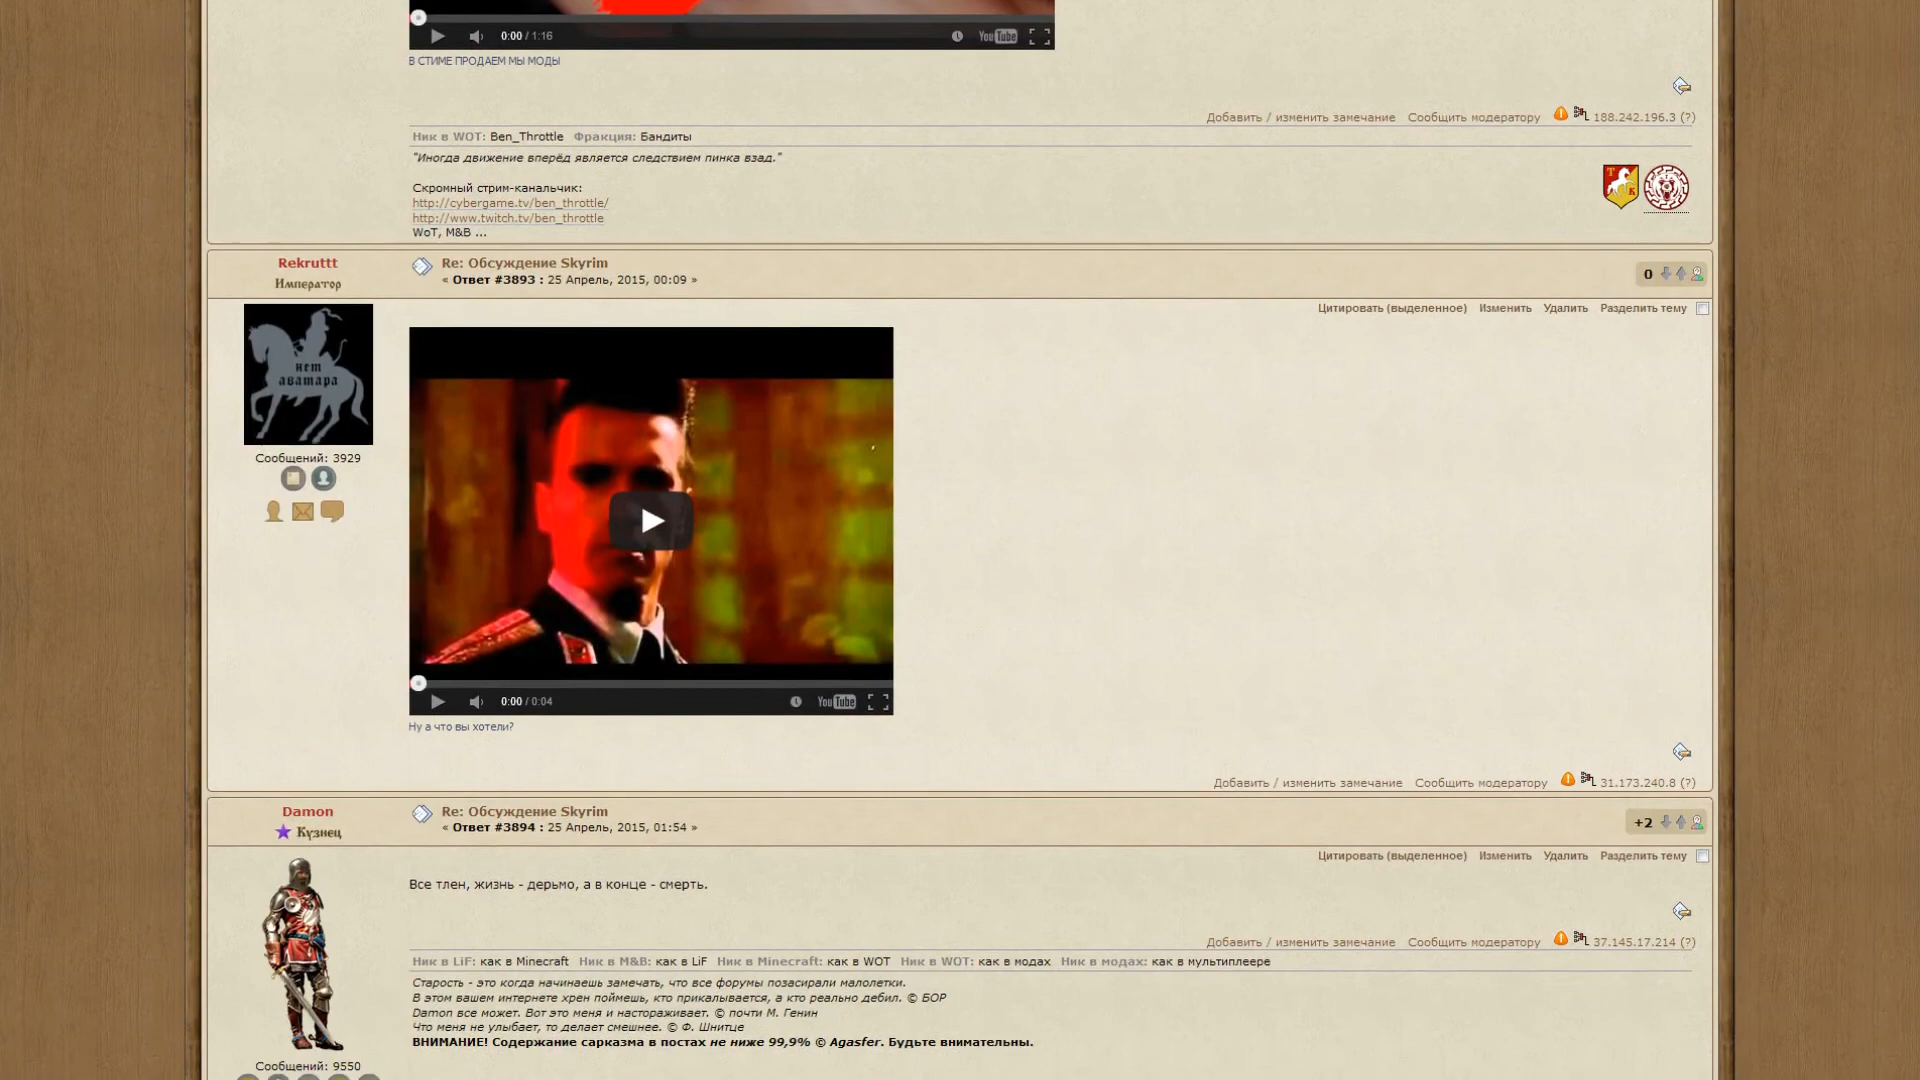 0:00 / 1:16
YouTube
В СТИМЕ ПРОДАЕМ МЫ МОДЫ
Добавить / изменить замечание Сообщить модератору 188.242.196.3 (?)
Ник в WOT: Ben_Throttle Фракция: Бандиты
"Иногда движение вперёд является следствием пинка взад."
Т К
Скромный стрим-канальчик:
http://cybergame.tv/ben_throttle/
http://www.twitch.tv/ben_throttle
WoT, M&B ...
Rekruttt
Император
Re: Обсуждение Skyrim
« Ответ #3893 : 25 Апрель, 2015, 00:09 »
0
Цитировать (выделенное) Изменить Удалить Разделить тему
нет
аватара
Сообщений: 3929
0:00 / 0:04
YouTube
Ну а что вы хотели?
Добавить / изменить замечание Сообщить модератору 31.173.240.8 (?)
Damon
Кузнец
Re: Обсуждение Skyrim
« Ответ #3894 : 25 Апрель, 2015, 01:54 »
+2
Цитировать (выделенное) Изменить Удалить Разделить тему
Все тлен, жизнь - дерьмо, а в конце - смерть.
Добавить / изменить замечание Сообщить модератору 37.145.17.214 (?)
Ник в LiF: как в Minecraft Ник в M&B: как в LiF Ник в Minecraft: как в WOT Ник в WOT: как в модах Ник в модах: как в мультиплеере
Старость - это когда начинаешь замечать, что все форумы позасирали малолетки.
В этом вашем интернете хрен поймешь, кто прикалывается, а кто реально дебил. © БОР
Damon все может. Вот это меня и настораживает. © почти М. Генин
Что меня не улыбает, то делает смешнее. © Ф. Шнитце
ВНИМАНИЕ! Содержание сарказма в постах не ниже 99,9% © Agasfer. Будьте внимательны.
Сообщений: 9550